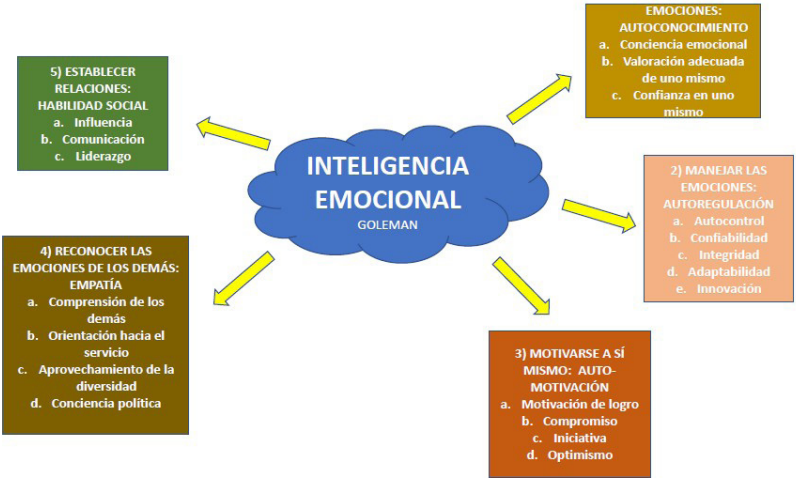 INTELIGENCIA
EMOCIONAL
GOLEMAN
EMOCIONES:
AUTOCONOCIMIENTO
a. Conciencia emocional
b. Valoración adecuada
de uno mismo
c. Confianza en uno
mismo
2) MANEJAR LAS
EMOCIONES:
AUTOREGULACIÓN
a. Autocontrol
b. Confiabilidad
c. Integridad
d. Adaptabilidad
e. Innovación
3) MOTIVARSE A SÍ
MISMO: AUTO-
MOTIVACIÓN
a. Motivación de logro
b. Compromiso
c. Iniciativa
d. Optimismo
4) RECONOCER LAS
EMOCIONES DE LOS DEMÁS:
EMPATÍA
a. Comprensión de los
demás
b. Orientación hacia el
servicio
c. Aprovechamiento de la
diversidad
d. Conciencia política
5) ESTABLECER
RELACIONES:
HABILIDAD SOCIAL
a. Influencia
b. Comunicación
c. Liderazgo